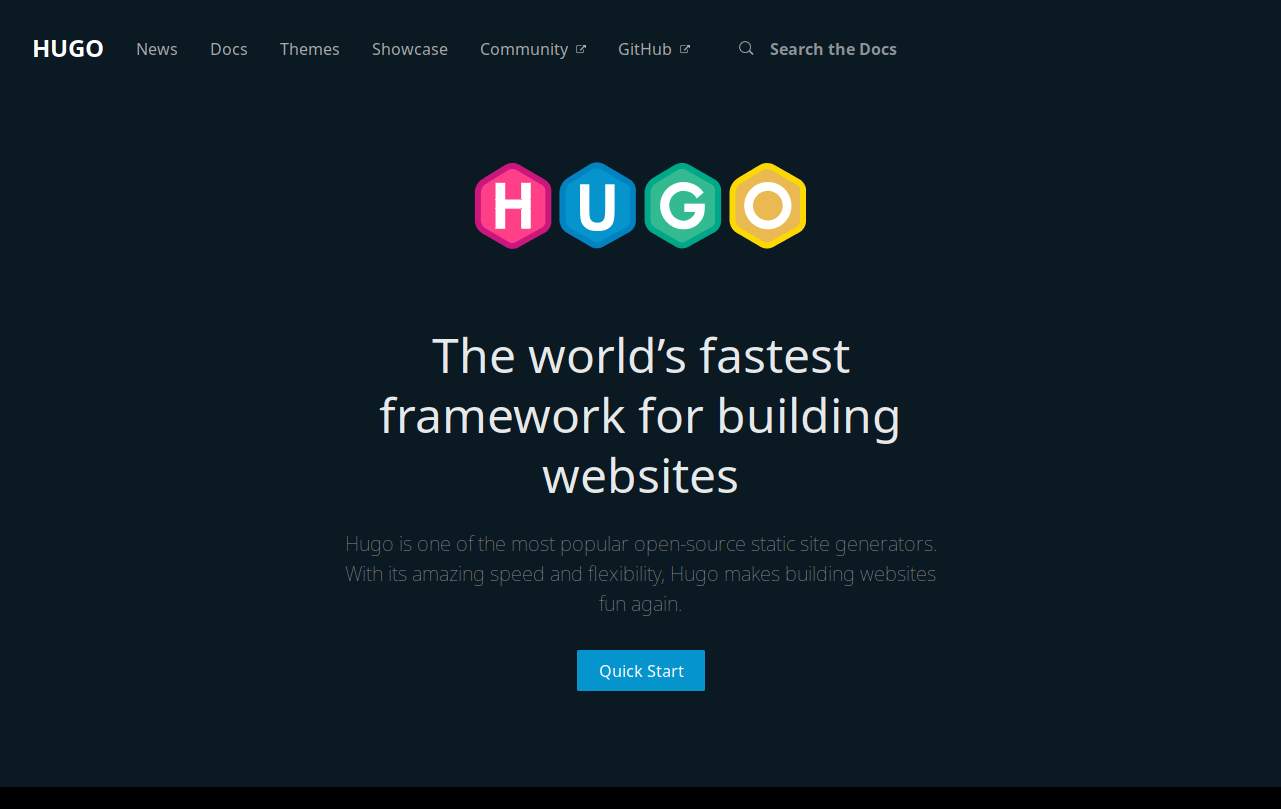 HUGO News Docs Themes Showcase Community GitHub Search the Docs
HUGO
The world’s fastest
framework for building
websites
Hugo is one of the most popular open-source static site generators.
With its amazing speed and flexibility, Hugo makes building websites
fun again.
Quick Start